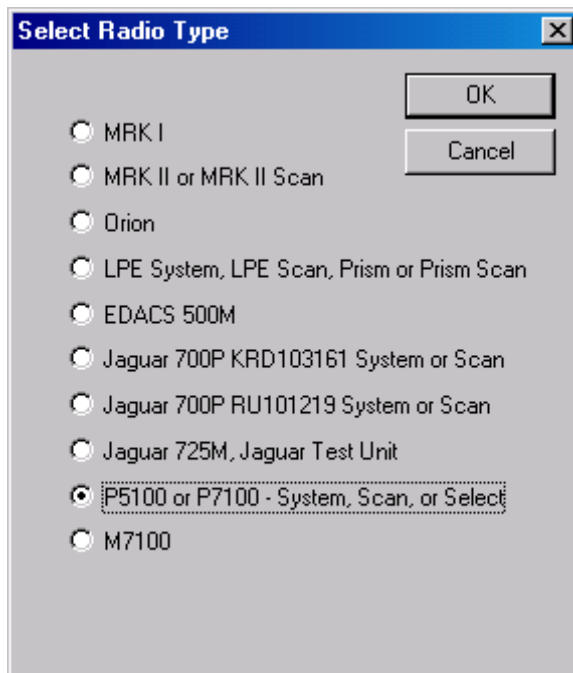 Select Radio Type
OK
MRK I
Cancel
MRK II or MRK II Scan
Orion
LPE System, LPE Scan, Prism or Prism Scan
EDACS 500M
Jaguar 700P KRD103161 System or Scan
Jaguar 700P RU101219 System or Scan
Jaguar 725M, Jaguar Test Unit
P5100 or P7100 - System, Scan, or Select
M7100